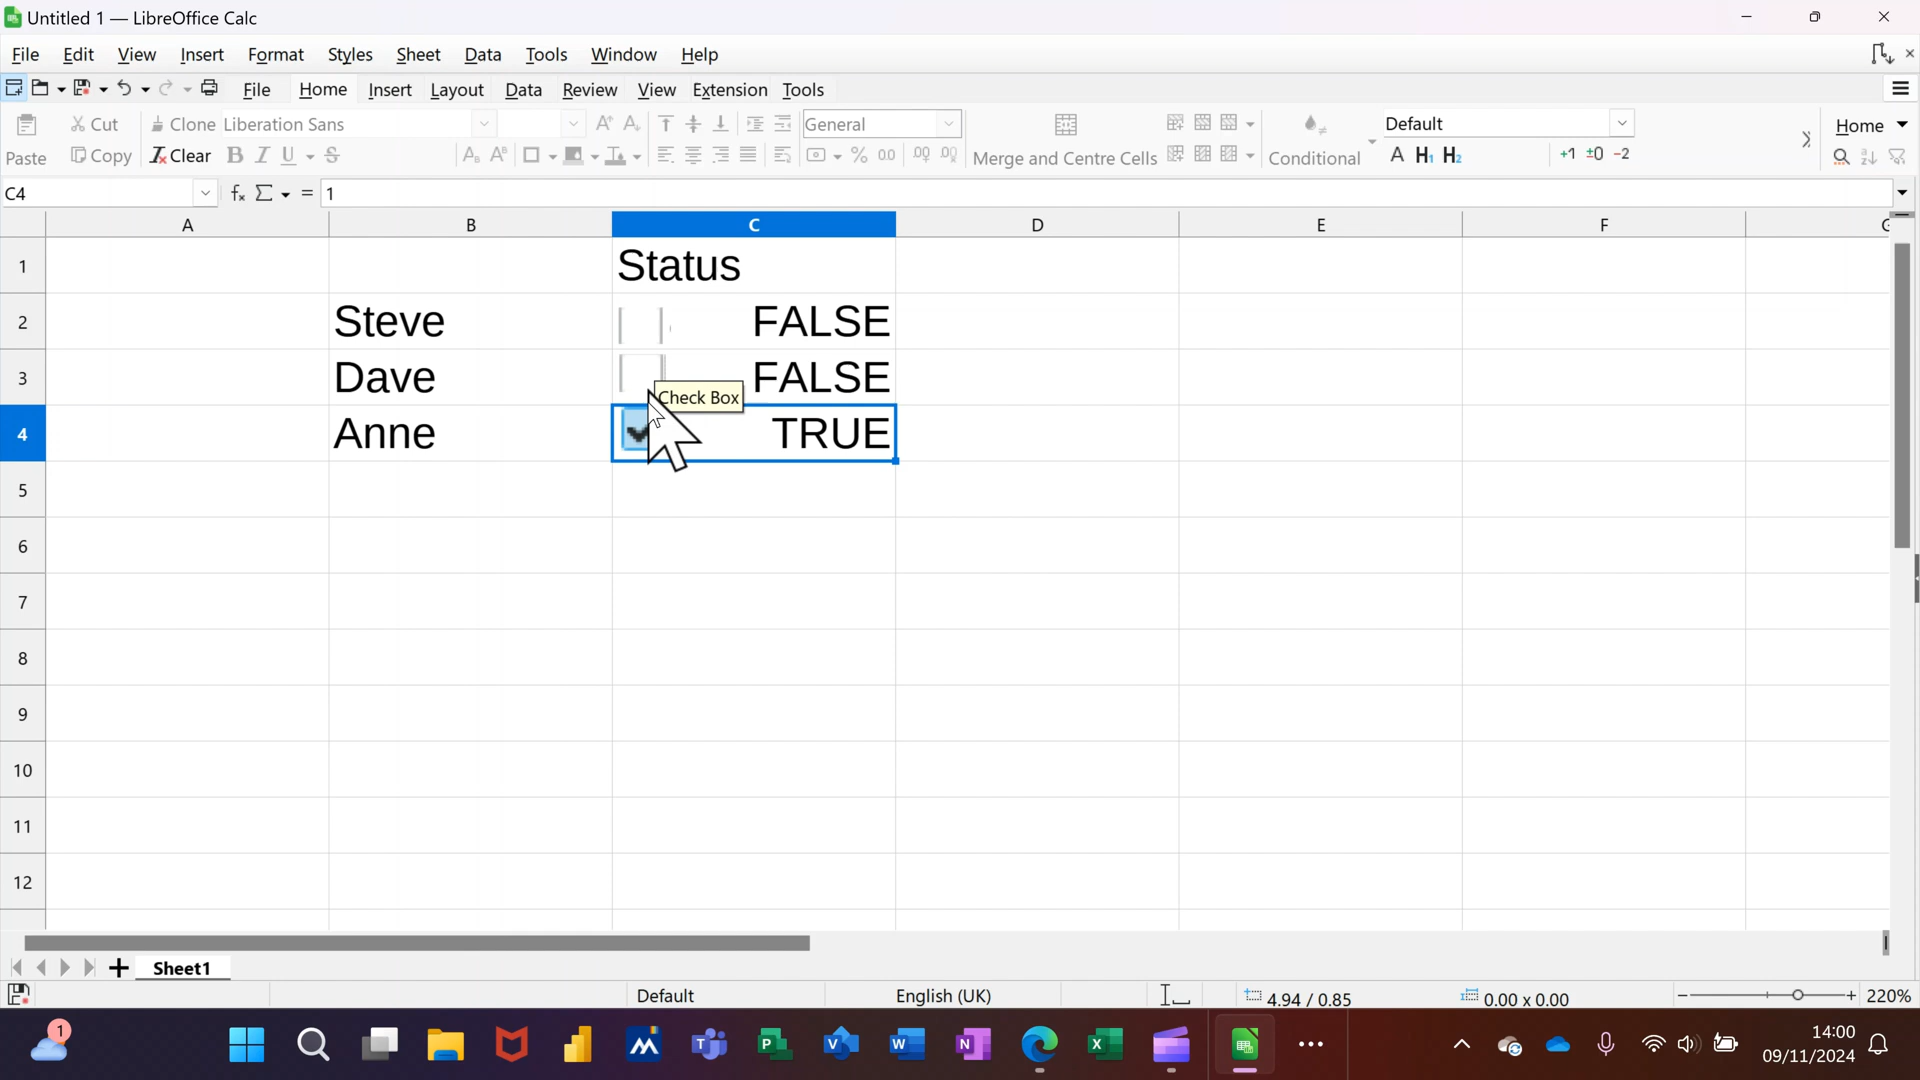 Untitled 1 — LibreOffice Calc
File Edit View Insert Format Styles Sheet Data Tools Window Help
File Home Insert Layout Data Review View Extension Tools
Paste Cut Copy Clone Clear Liberation Sans
General
Merge and Centre Cells
Conditional
Default
Home
C4
1
A B C D E F G
1 Status
2 Steve FALSE
3 Dave FALSE
Check Box
4 Anne TRUE
5
6
7
8
9
10
11
12
Sheet1
Default English (UK) 4.94 / 0.85 0.00 x 0.00 220%
1
14:00
09/11/2024